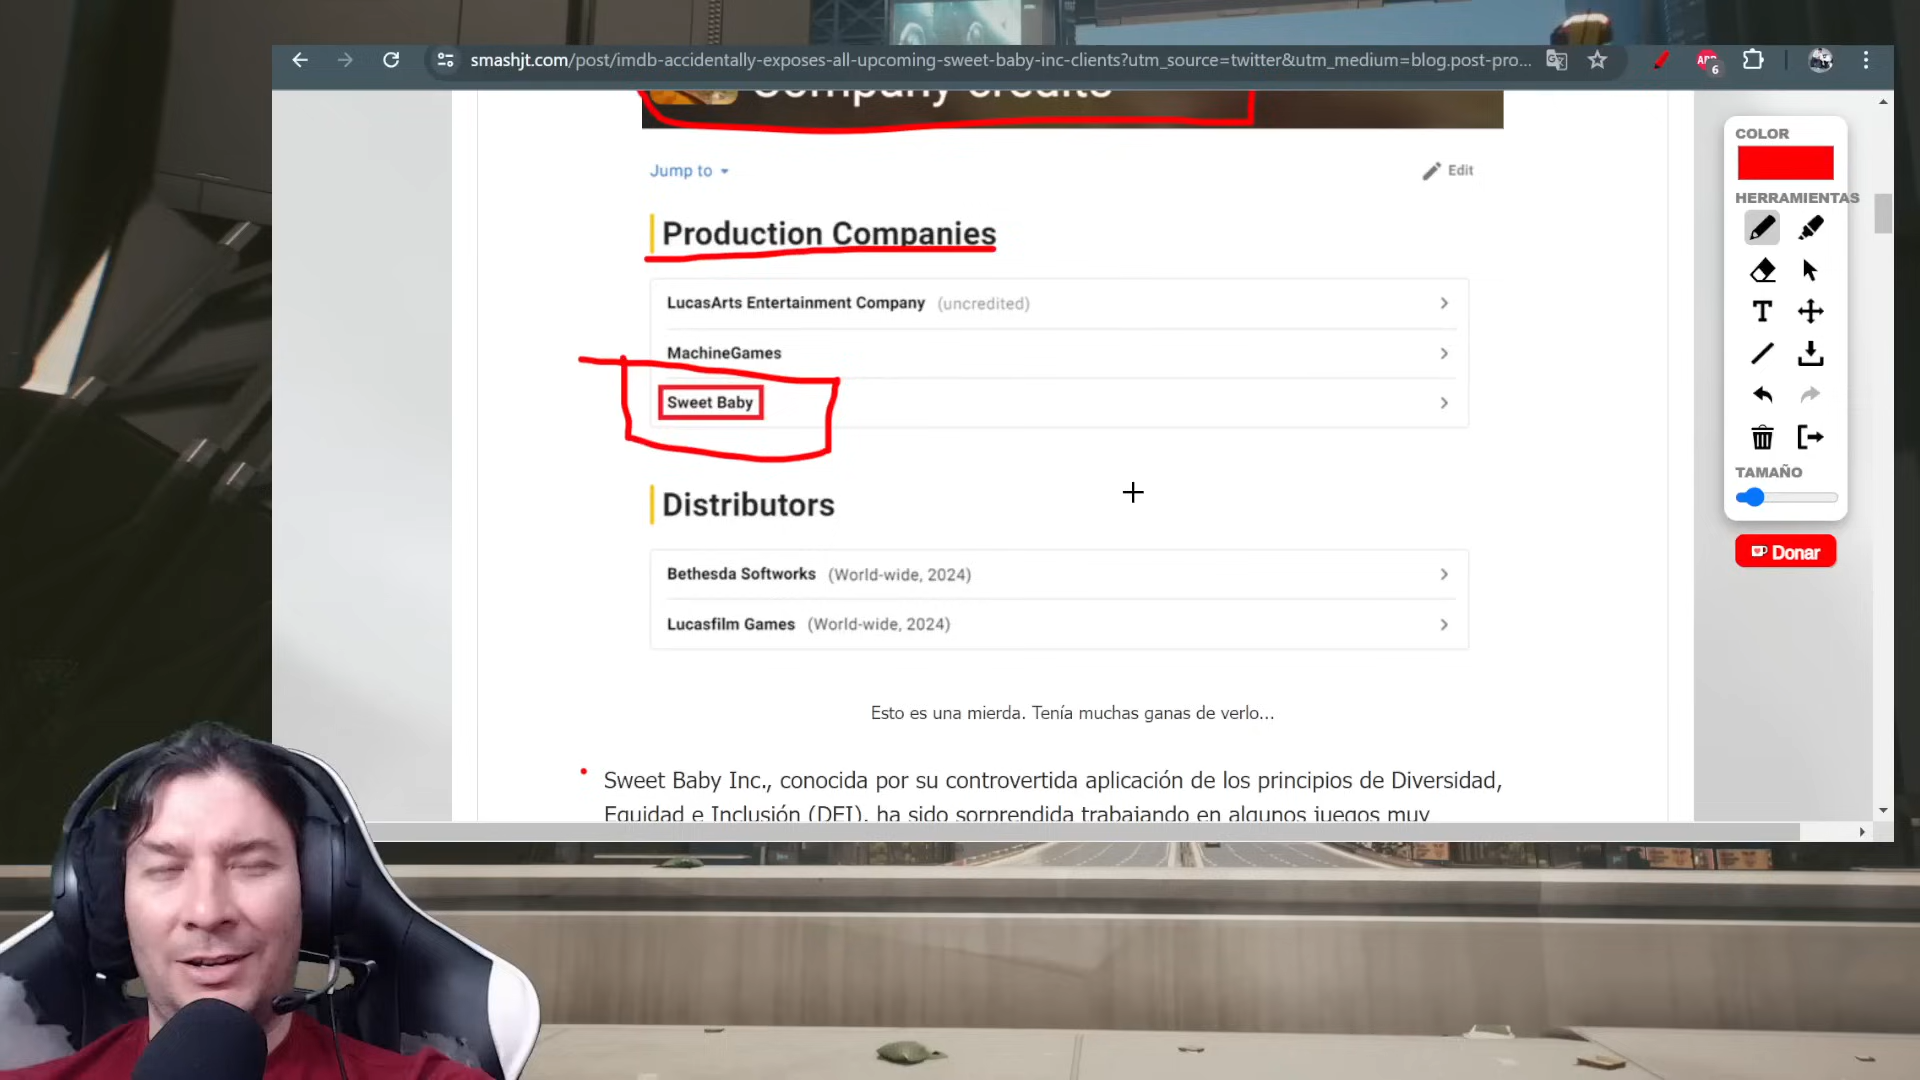 smashjt.com/post/imdb-accidentally-exposes-all-upcoming-sweet-baby-inc-clients?utm_source=twitter&utm_medium=blog.post-pro...
6
Company credits
Jump to
Edit
Production Companies
LucasArts Entertainment Company (uncredited)
MachineGames
Sweet Baby
Distributors
Bethesda Softworks (World-wide, 2024)
Lucasfilm Games (World-wide, 2024)
Esto es una mierda. Tenía muchas ganas de verlo...
Sweet Baby Inc., conocida por su controvertida aplicación de los principios de Diversidad,
Equidad e Inclusión (DEI), ha sido sorprendida trabajando en algunos juegos muy
COLOR
HERRAMIENTAS
T
TAMAÑO
Donar